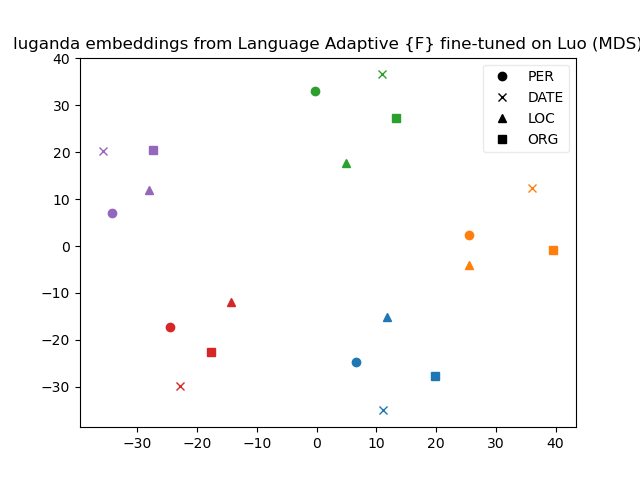 luganda embeddings from Language Adaptive {F} fine-tuned on Luo (MDS)
PER
DATE
LOC
ORG
40
30
20
10
0
−10
−20
−30
−30 −20 −10 0 10 20 30 40